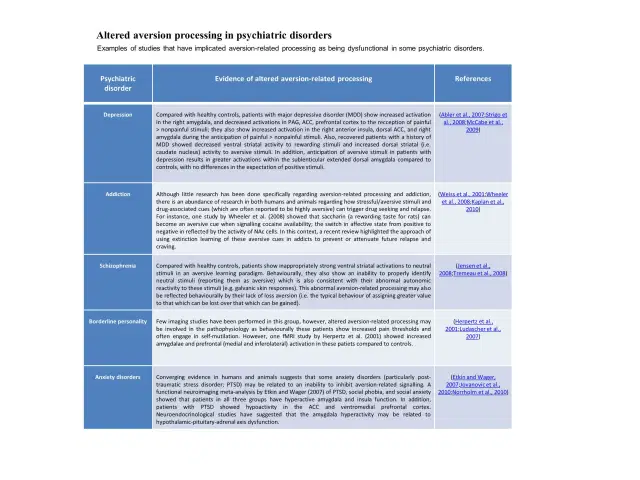 Altered aversion processing in psychiatric disorders
Examples of studies that have implicated aversion-related processing as being dysfunctional in some psychiatric disorders.
Psychiatric disorder
Evidence of altered aversion-related processing
References
Depression
Compared with healthy controls, patients with major depressive disorder (MDD) show increased activation
in the right amygdala, and decreased activations in PAG, ACC, prefrontal cortex to the reception of painful
> nonpainful stimuli; they also show increased activation in the right anterior insula, dorsal ACC, and right
amygdala during the anticipation of painful > nonpainful stimuli. Also, recovered patients with a history of
MDD showed decreased ventral striatal activity to rewarding stimuli and increased dorsal striatal (i.e.
caudate nucleus) activity to aversive stimuli. In addition, anticipation of aversive stimuli in patients with
depression results in greater activations within the sublenticular extended dorsal amygdala compared to
controls, with no differences in the expectation of positive stimuli.
(Abler et al., 2007;Strigo et
al., 2008;McCabe et al.,
2009)
Addiction
Although little research has been done specifically regarding aversion-related processing and addiction,
there is an abundance of research in both humans and animals regarding how stressful/aversive stimuli and
drug-associated cues (which are often reported to be highly aversive) can trigger drug seeking and relapse.
For instance, one study by Wheeler et al. (2008) showed that saccharin (a rewarding taste for rats) can
become an aversive cue when signalling cocaine availability; the switch in affective state from positive to
negative in reflected by the activity of NAc cells. In this context, a recent review highlighted the approach of
using extinction learning of these aversive cues in addicts to prevent or attenuate future relapse and
craving.
(Weiss et al., 2001;Wheeler
et al., 2008;Kaplan et al.,
2010)
Schizophrenia
Compared with healthy controls, patients show inappropriately strong ventral striatal activations to neutral
stimuli in an aversive learning paradigm. Behaviourally, they also show an inability to properly identify
neutral stimuli (reporting them as aversive) which is also consistent with their abnormal autonomic
reactivity to these stimuli (e.g. galvanic skin responses). This abnormal aversion-related processing may also
be reflected behaviourally by their lack of loss aversion (i.e. the typical behaviour of assigning greater value
to that which can be lost over that which can be gained).
(Jensen et al.,
2008;Tremeau et al., 2008)
Borderline personality
Few imaging studies have been performed in this group, however, altered aversion-related processing may
be involved in the pathophysiology as behaviourally these patients show increased pain thresholds and
often engage in self-mutilation. However, one fMRI study by Herpertz et al. (2001) showed increased
amygdalae and prefrontal (medial and inferolateral) activation in these patients compared to controls.
(Herpertz et al.,
2001;Ludascher et al.,
2007)
Anxiety disorders
Converging evidence in humans and animals suggests that some anxiety disorders (particularly post-
traumatic stress disorder; PTSD) may be related to an inability to inhibit aversion-related signalling. A
functional neuroimaging meta-analysis by Etkin and Wager (2007) of PTSD, social phobia, and social anxiety
showed that patients in all three groups have hyperactive amygdala and insula function. In addition,
patients with PTSD showed hypoactivity in the ACC and ventromedial prefrontal cortex.
Neuroendocrinological studies have suggested that the amygdala hyperactivity may be related to
hypothalamic-pituitary-adrenal axis dysfunction.
(Etkin and Wager,
2007;Jovanovic et al.,
2010;Norrholm et al., 2010)